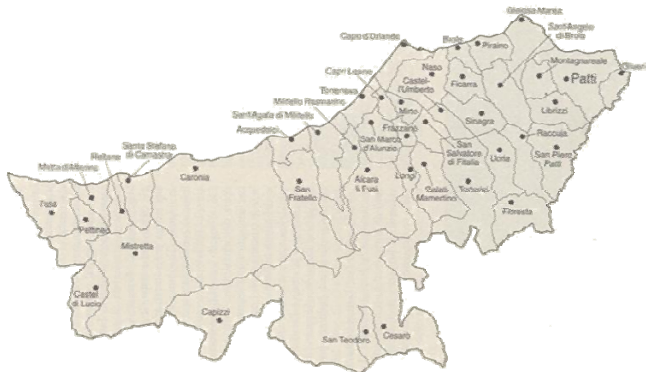 Gioiosa Marea
Sant'Angelo
di Brolo
Capo d'Orlando
Brolo
Piraino
Montagnareale
Oliveri
Patti
Naso
Capri Leone
Castel-
l'Umberto
Ficarra
Torrenova
Librizzi
Militello Rosmarino
Mirto
Sant'Agata di Militello
Frazzanò
Sinagra
Acquedolci
Raccuja
San Marco
d'Alunzio
San
Salvatore
di Fitalia
Ucria
San Piero
Patti
Santo Stefano
di Camastra
Reitano
Motta d'Affermo
Caronia
Alcara
li Fusi
Longi
Galati
Mamertino
Tortorici
San
Fratello
Tusa
Pettineo
Floresta
Mistretta
Castel
di Lucio
Capizzi
San Teodoro
Cesarò